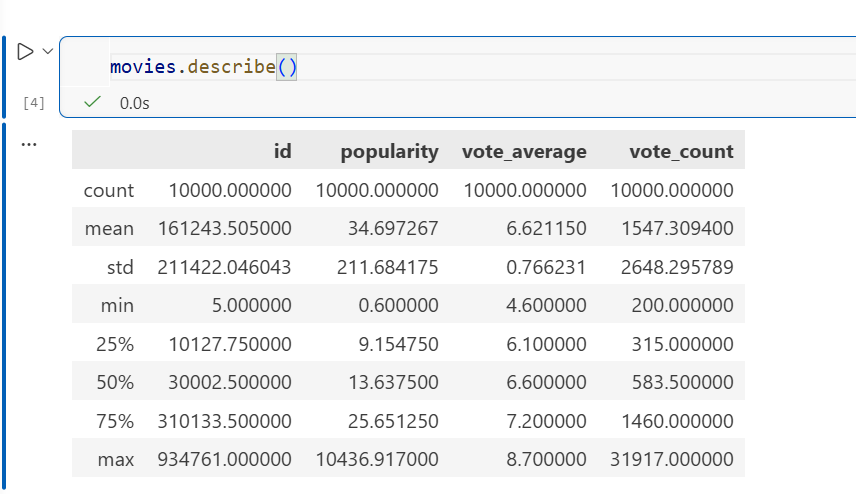 movies.describe()
[4] 0.0s
...
id popularity vote_average vote_count
count 10000.000000 10000.000000 10000.000000 10000.000000
mean 161243.505000 34.697267 6.621150 1547.309400
std 211422.046043 211.684175 0.766231 2648.295789
min 5.000000 0.600000 4.600000 200.000000
25% 10127.750000 9.154750 6.100000 315.000000
50% 30002.500000 13.637500 6.600000 583.500000
75% 310133.500000 25.651250 7.200000 1460.000000
max 934761.000000 10436.917000 8.700000 31917.000000